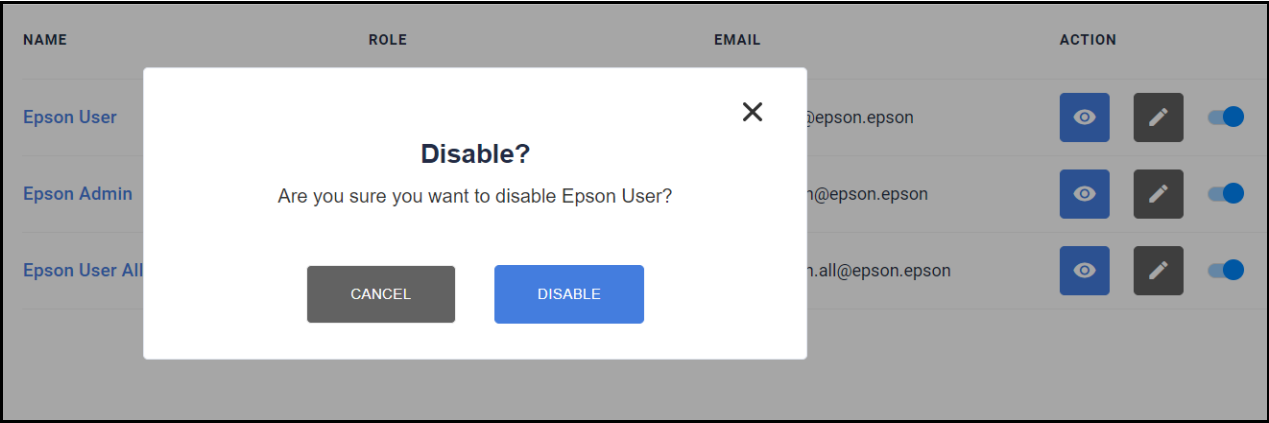 NAME ROLE EMAIL ACTION
Epson User @epson.epson
Disable?
Are you sure you want to disable Epson User?
Epson Admin @epson.epson
Epson User All .all@epson.epson
CANCEL DISABLE